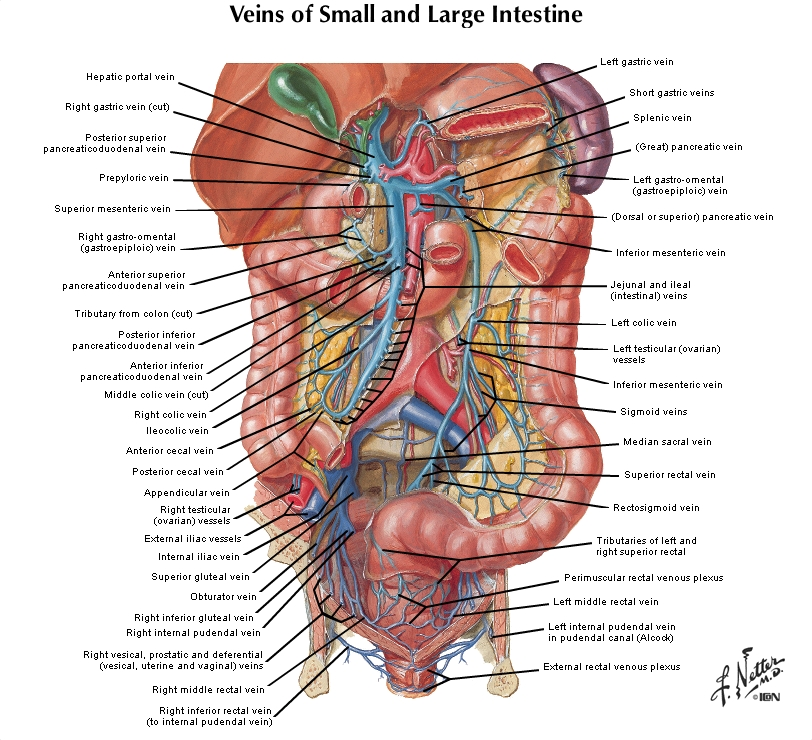 Veins of Small and Large Intestine
Hepatic portal vein
Right gastric vein (cut)
Posterior superior
pancreaticoduodenal vein
Prepyloric vein
Superior mesenteric vein
Right gastro-omental
(gastroepiploic) vein
Anterior superior
pancreaticoduodenal vein
Tributary from colon (cut)
Posterior inferior
pancreaticoduodenal vein
Anterior inferior
pancreaticoduodenal vein
Middle colic vein (cut)
Right colic vein
Ileocolic vein
Anterior cecal vein
Posterior cecal vein
Appendicular vein
Right testicular
(ovarian) vessels
External iliac vessels
Internal iliac vein
Superior gluteal vein
Obturator vein
Right inferior gluteal vein
Right internal pudendal vein
Right vesical, prostatic and deferential
(vesical, uterine and vaginal) veins
Right middle rectal vein
Right inferior rectal vein
(to internal pudendal vein)
Left gastric vein
Short gastric veins
Splenic vein
(Great) pancreatic vein
Left gastro-omental
(gastroepiploic) vein
(Dorsal or superior) pancreatic vein
Inferior mesenteric vein
Jejunal and ileal
(intestinal) veins
Left colic vein
Left testicular (ovarian)
vessels
Inferior mesenteric vein
Sigmoid veins
Median sacral vein
Superior rectal vein
Rectosigmoid vein
Tributaries of left and
right superior rectal
Perimuscular rectal venous plexus
Left middle rectal vein
Left internal pudendal vein
in pudendal canal (Alcock)
External rectal venous plexus
F. Netter
M.D.
©ICON